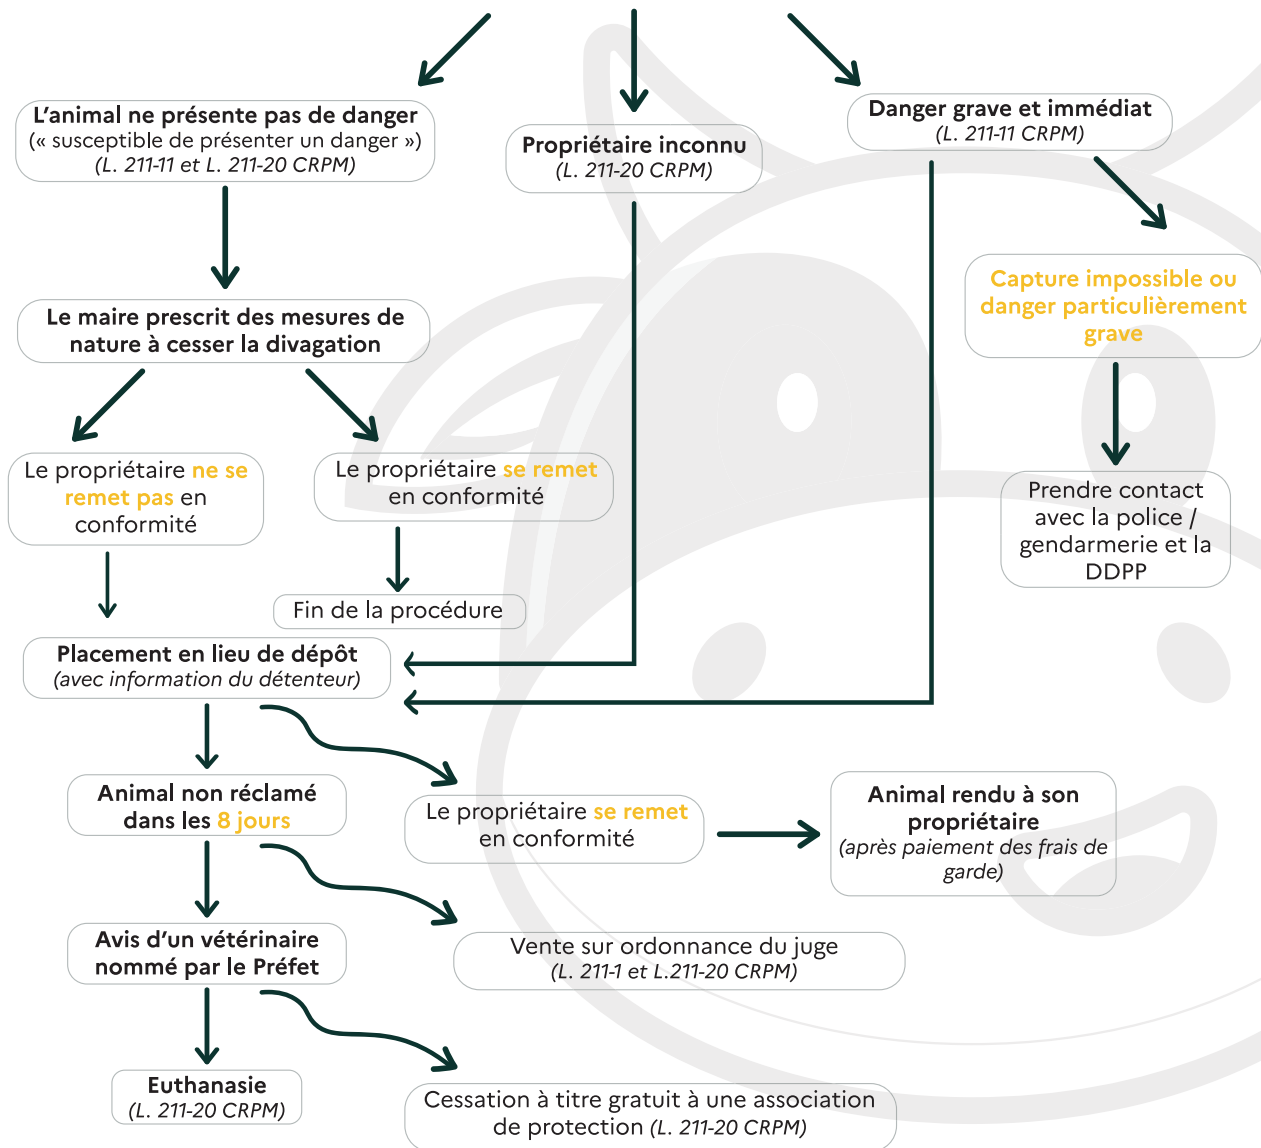 L'animal ne présente pas de danger
(« susceptible de présenter un danger »)
(L. 211-11 et L. 211-20 CRPM)
Propriétaire inconnu
(L. 211-20 CRPM)
Danger grave et immédiat
(L. 211-11 CRPM)
Capture impossible ou
danger particulièrement
grave
Le maire prescrit des mesures de
nature à cesser la divagation
Le propriétaire ne se
remet pas en
conformité
Le propriétaire se remet
en conformité
Prendre contact
avec la police /
gendarmerie et la
DDPP
Fin de la procédure
Placement en lieu de dépôt
(avec information du détenteur)
Animal non réclamé
dans les 8 jours
Le propriétaire se remet
en conformité
Animal rendu à son
propriétaire
(après paiement des frais de
garde)
Avis d'un vétérinaire
nommé par le Préfet
Vente sur ordonnance du juge
(L. 211-1 et L.211-20 CRPM)
Euthanasie
(L. 211-20 CRPM)
Cessation à titre gratuit à une association
de protection (L. 211-20 CRPM)